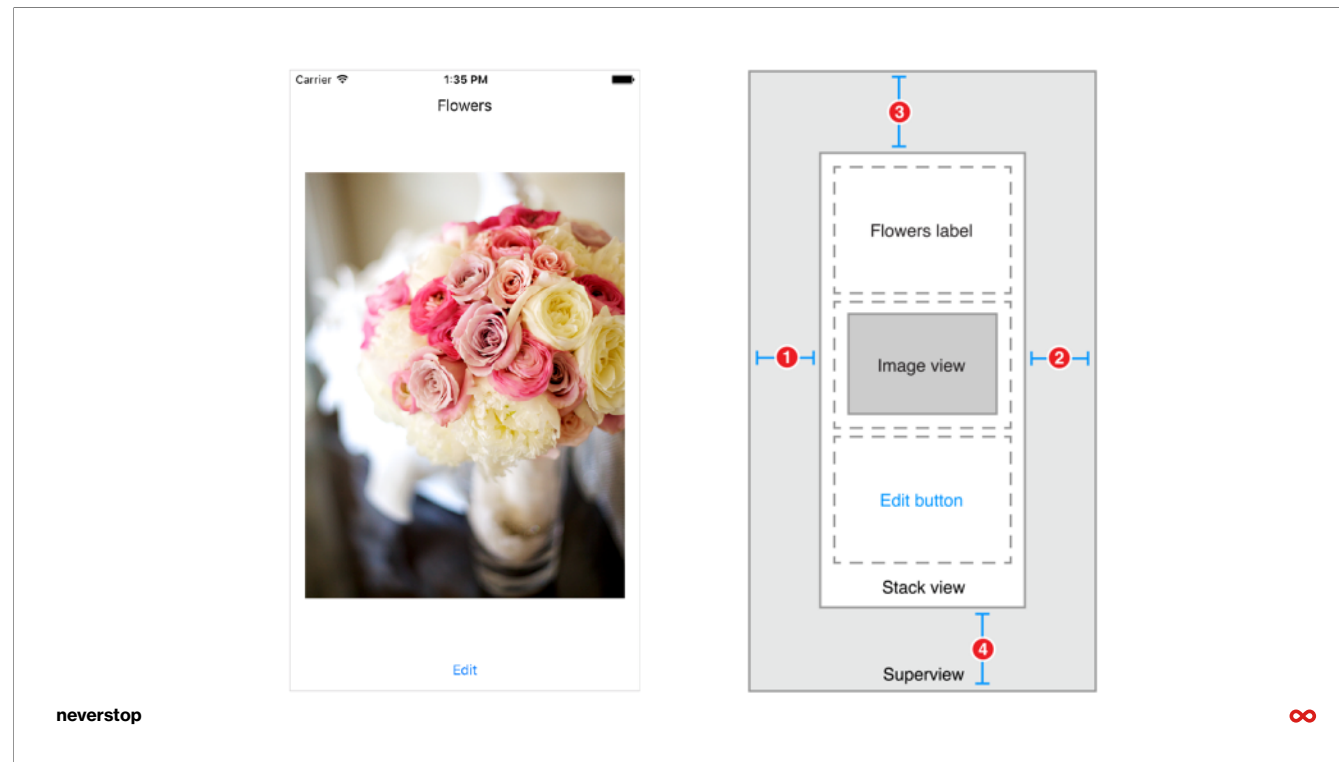 Carrier
1:35 PM
Flowers
Edit
3
Flowers label
1
Image view
2
Edit button
Stack view
4
Superview
neverstop